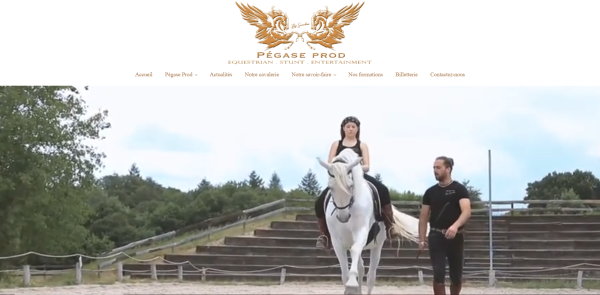 PÉGASE PROD
EQUESTRIAN . STUNT . ENTERTAINMENT
Accueil Pégase Prod Actualités Notre cavalerie Notre savoir-faire Nos formations Billetterie Contactez-nous